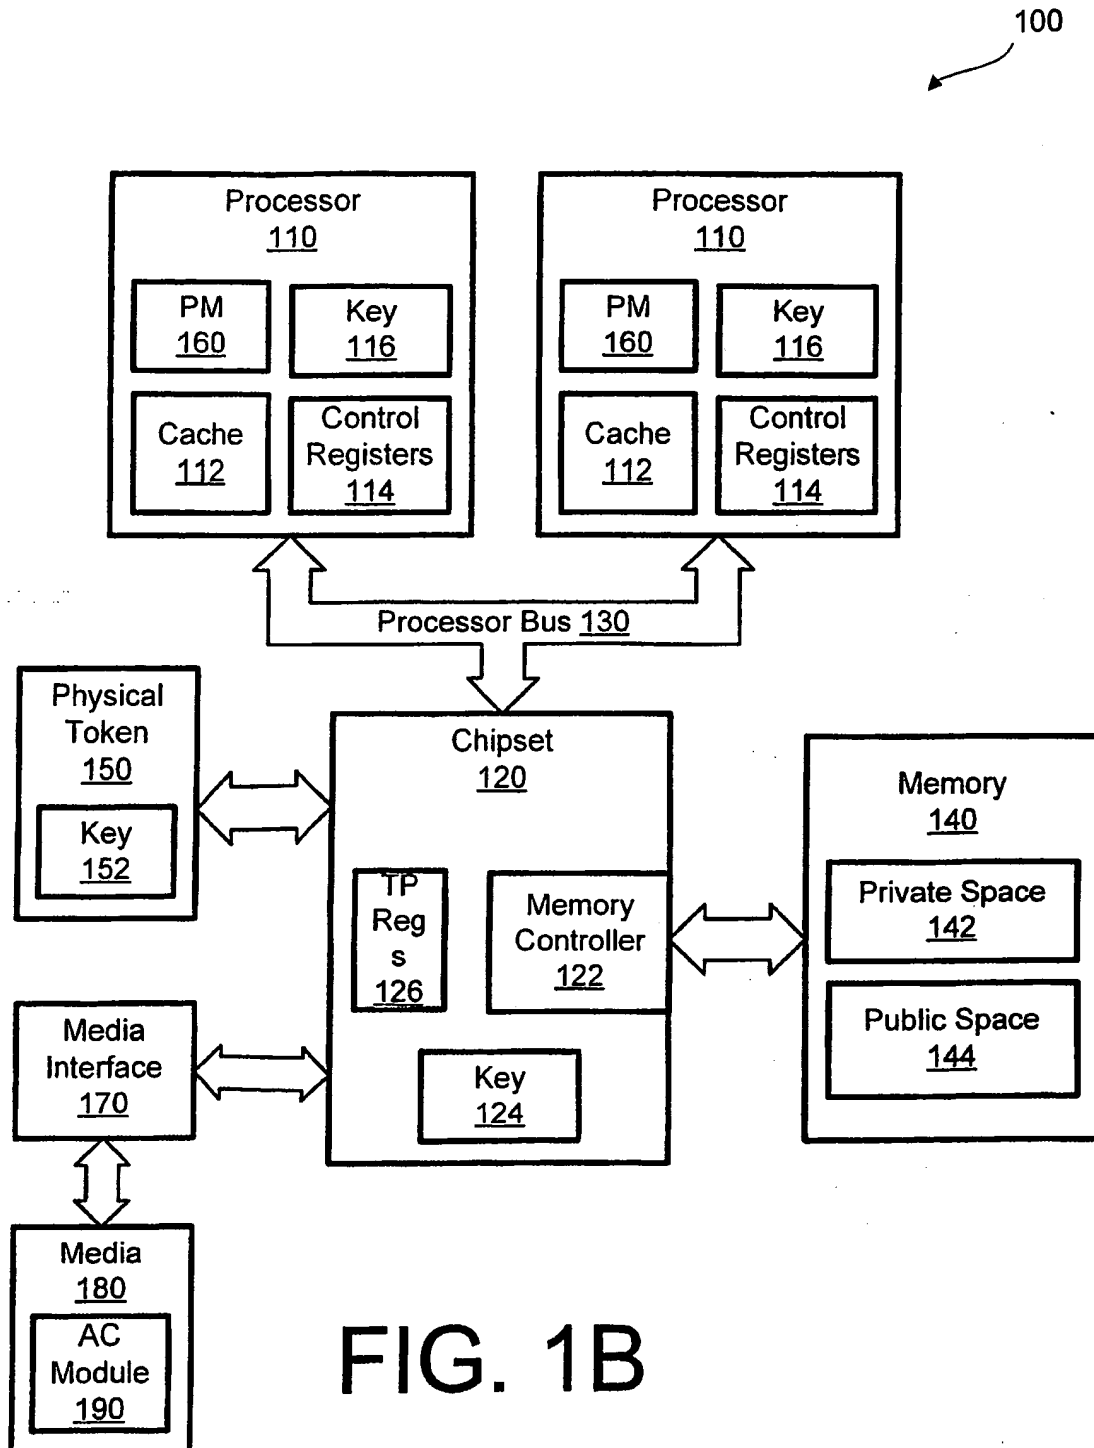 100
Processor
110
PM
160
Key
116
Cache
112
Control
Registers
114
Processor
110
PM
160
Key
116
Cache
112
Control
Registers
114
Processor Bus 130
Physical
Token
150
Key
152
Chipset
120
TP
Reg
s
126
Memory
Controller
122
Key
124
Memory
140
Private Space
142
Public Space
144
Media
Interface
170
Media
180
AC
Module
190
FIG. 1B